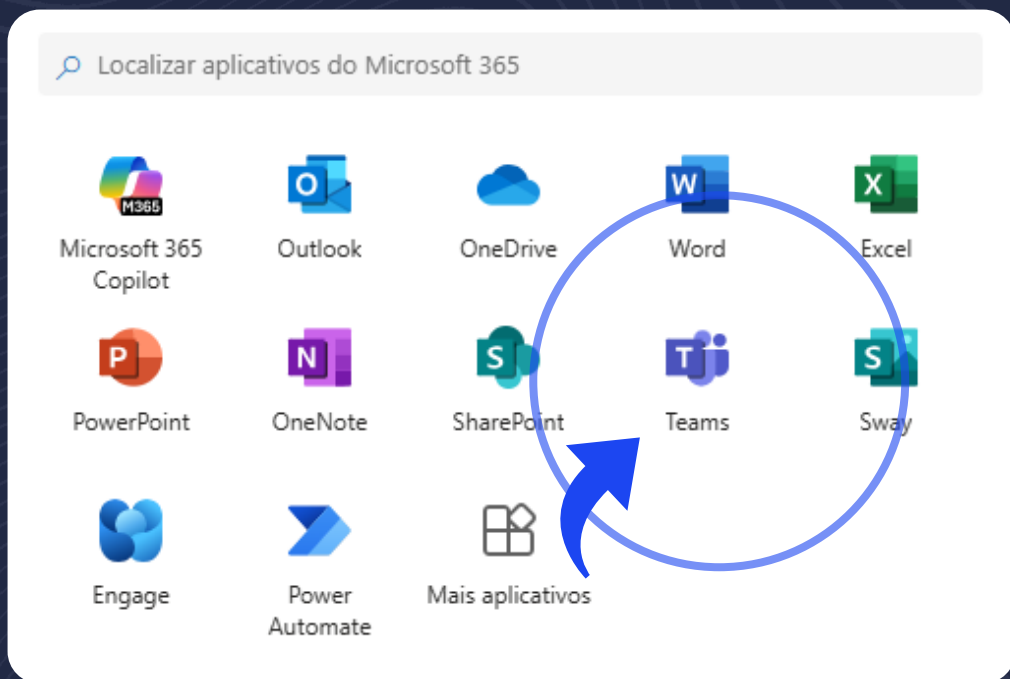 Localizar aplicativos do Microsoft 365
M365
Microsoft 365
Copilot
O
Outlook
OneDrive
W
Word
X
Excel
P
PowerPoint
N
OneNote
S
SharePoint
T
Teams
S
Sway
Engage
Power
Automate
Mais aplicativos